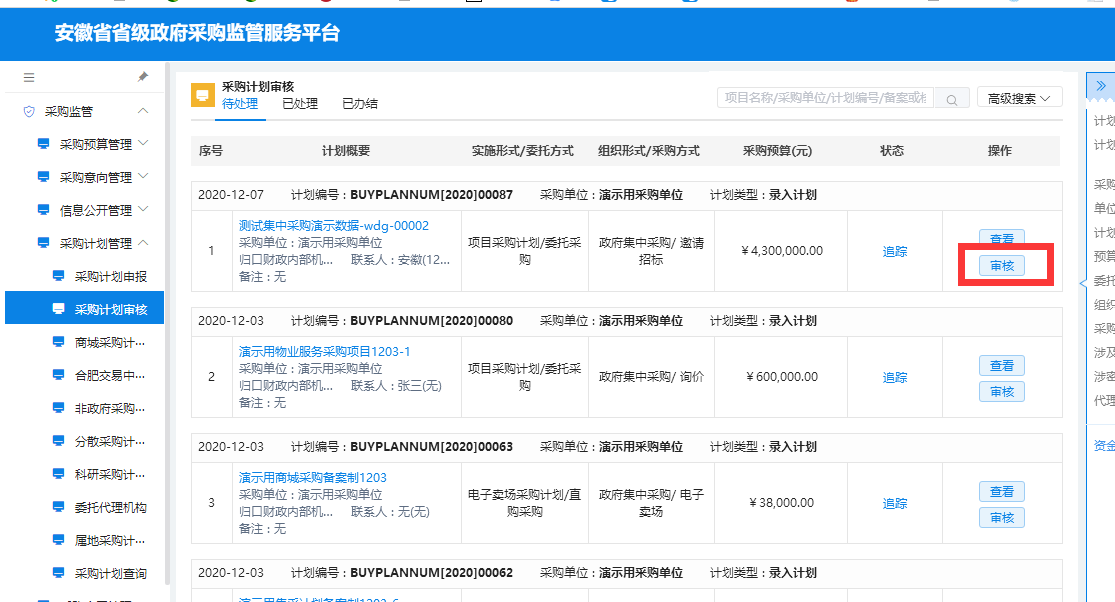 安徽省省级政府采购监管服务平台
采购监管
采购预算管理
采购意向管理
信息公开管理
采购计划管理
采购计划申报
采购计划审核
商城采购计···
合肥交易中···
非政府采购···
分散采购计···
科研采购计···
委托代理机构
属地采购计···
采购计划查询
采购计划审核
待处理 已处理 已办结
项目名称/采购单位/计划编号/备案或
高级搜索
序号 计划概要 实施形式/委托方式 组织形式/采购方式 采购预算(元) 状态 操作
2020-12-07 计划编号：BUYPLANNUM[2020]00087 采购单位：演示用采购单位 计划类型：录入计划
1
测试集中采购演示数据-wdg-00002
采购单位：演示用采购单位
归口财政内部机... 联系人：安徽(12...
备注：无
项目采购计划/委托采
购
政府集中采购/ 邀请
招标
￥4,300,000.00
追踪
查看
审核
2020-12-03 计划编号：BUYPLANNUM[2020]00080 采购单位：演示用采购单位 计划类型：录入计划
2
演示用物业服务采购项目1203-1
采购单位：演示用采购单位
归口财政内部机... 联系人：张三(无)
备注：无
项目采购计划/委托采
购
政府集中采购/ 询价
￥600,000.00
追踪
查看
审核
2020-12-03 计划编号：BUYPLANNUM[2020]00063 采购单位：演示用采购单位 计划类型：录入计划
3
演示用商城采购备案制1203
采购单位：演示用采购单位
归口财政内部机... 联系人：无(无)
备注：无
电子卖场采购计划/直
购采购
政府集中采购/ 电子
卖场
￥38,000.00
追踪
查看
审核
2020-12-03 计划编号：BUYPLANNUM[2020]00062 采购单位：演示用采购单位 计划类型：录入计划
计划
计划
采购
单位
计划
预算
委托
组织
采购
涉及
涉密
代理
资金